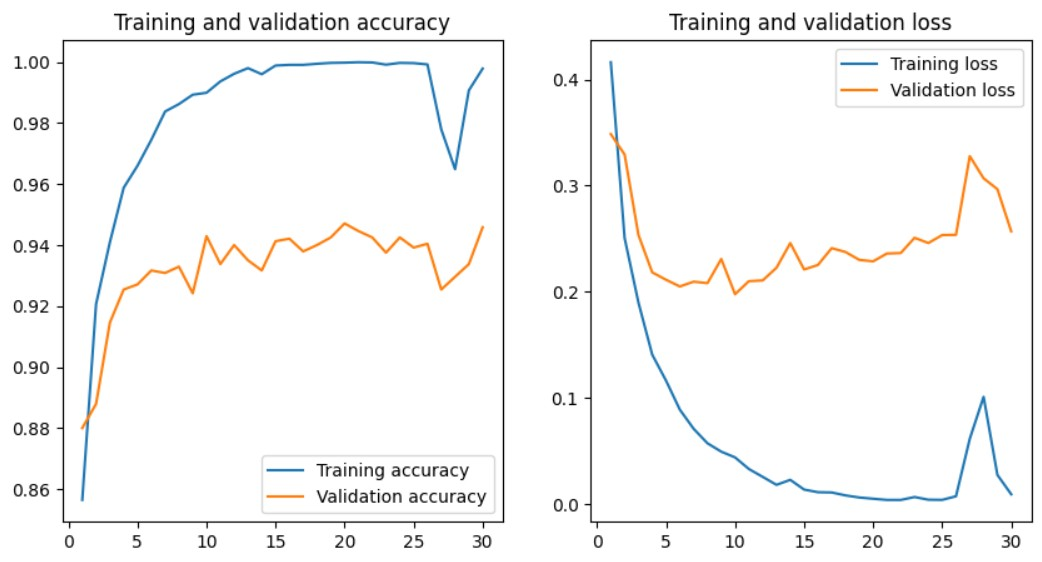 Training and validation accuracy
1.00
0.98
0.96
0.94
0.92
0.90
0.88
0.86
Training accuracy
Validation accuracy
0 5 10 15 20 25 30
Training and validation loss
0.4
0.3
0.2
0.1
0.0
Training loss
Validation loss
0 5 10 15 20 25 30